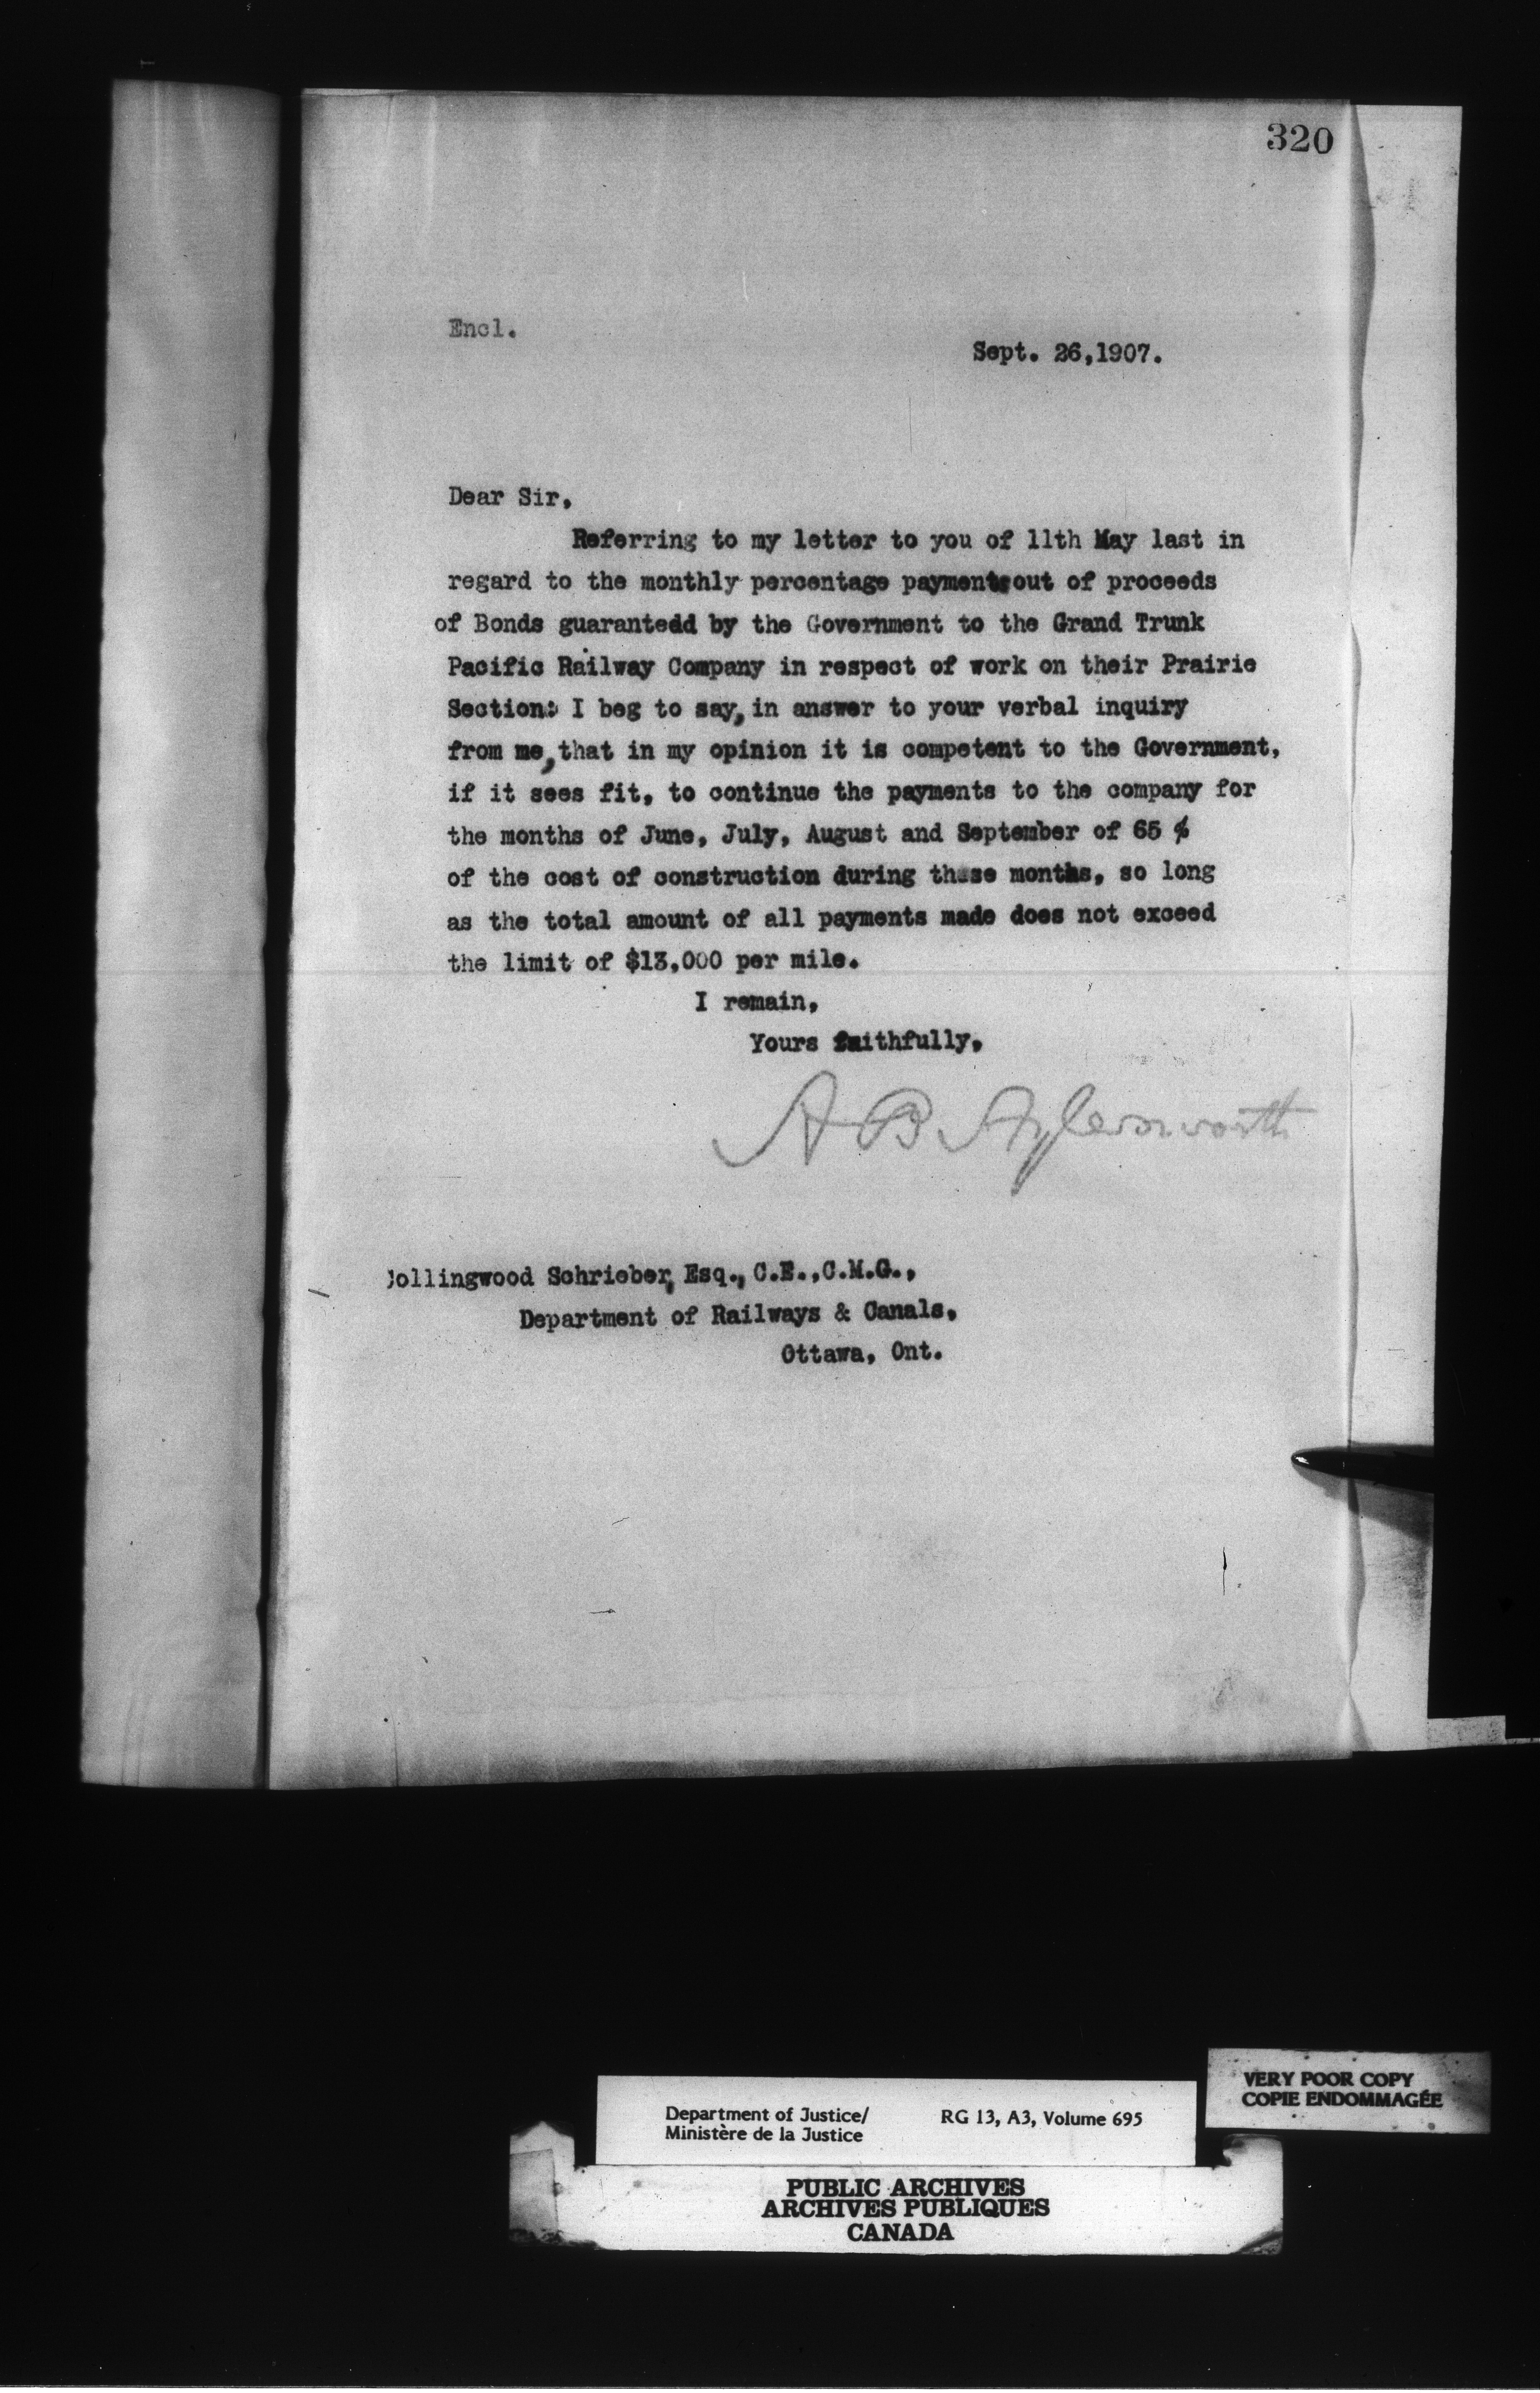 320
Encl.
Sept. 26,1907.
Dear Sir,
Referring to my letter to you of 11th May last in
regard to the monthly percentage payments out of proceeds
of Bonds guaranteed by the Government to the Grand Trunk
Pacific Railway Company in respect of work on their Prairie
Section: I beg to say, in answer to your verbal inquiry
from me, that in my opinion it is competent to the Government,
if it sees fit, to continue the payments to the company for
the months of June, July, August and September of 65 %
of the cost of construction during these months, so long
as the total amount of all payments made does not exceed
the limit of $13,000 per mile.
I remain,
Yours faithfully,
A B Aylesworth
Collingwood Schrieber, Esq., C.E.,C.M.G.,
Department of Railways & Canals,
Ottawa, Ont.
VERY POOR COPY
COPIE ENDOMMAGÉE
Department of Justice/ RG 13, A3, Volume 695
Ministère de la Justice
PUBLIC ARCHIVES
ARCHIVES PUBLIQUES
CANADA